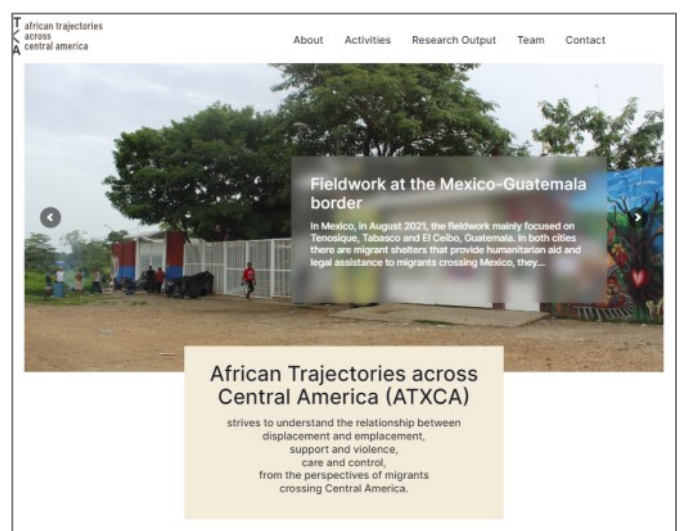 african trajectories
across
central america
About Activities Research Output Team Contact
Fieldwork at the Mexico-Guatemala
border
In Mexico, in August 2021, the fieldwork mainly focused on
Tenosique, Tabasco and El Ceibo, Guatemala. In both cities
there are migrant shelters that provide humanitarian aid and
legal assistance to migrants crossing Mexico, they...
African Trajectories across
Central America (ATXCA)
strives to understand the relationship between
displacement and emplacement,
support and violence,
care and control,
from the perspectives of migrants
crossing Central America.